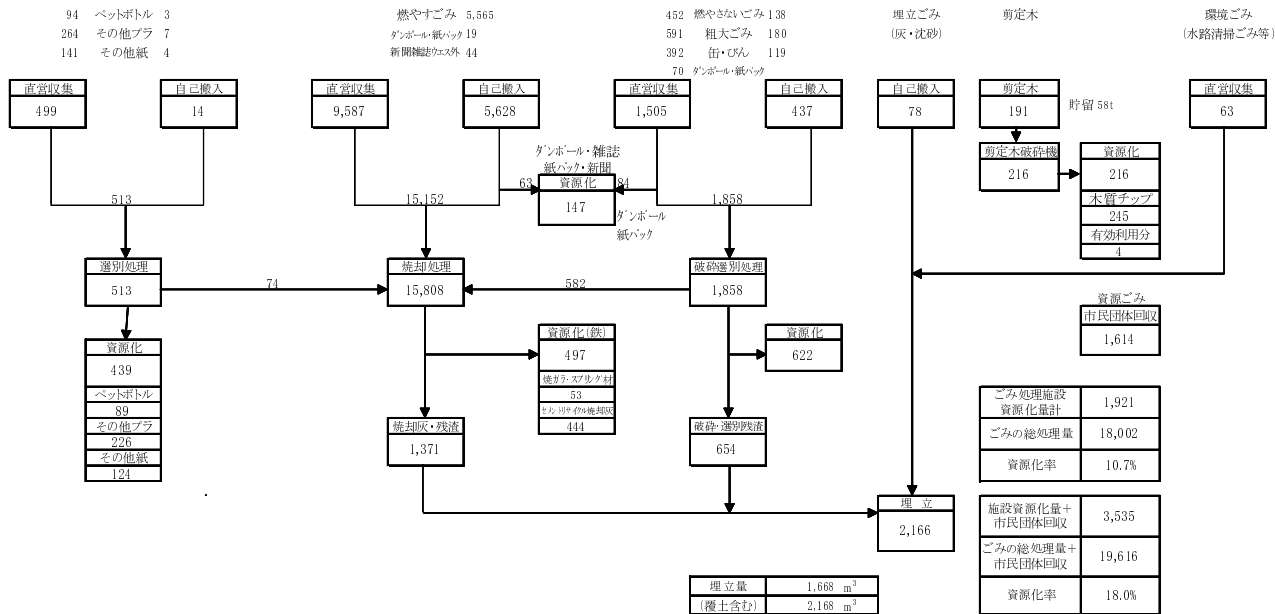 94 ペットボトル 3
264 その他プラ 7
141 その他紙 4
燃やすごみ 5,565
ダンボール・紙パック 19
新聞雑誌ウエス外 44
452 燃やさないごみ 138
591 粗大ごみ 180
392 缶・びん 119
70 ダンボール・紙パック
埋立ごみ
(灰・沈砂)
剪定木
環境ごみ
(水路清掃ごみ等)
直営収集
499
自己搬入
14
直営収集
9,587
自己搬入
5,628
直営収集
1,505
自己搬入
437
自己搬入
78
剪定木
191
貯留 58t
直営収集
63
剪定木破砕機
216
資源化
216
木質チップ
245
有効利用分
4
ダンボール・雑誌
紙パック・新聞
63 資源化 84
147
ダンボール
紙パック
513
15,152
1,858
選別処理
513
74
焼却処理
15,808
582
破砕選別処理
1,858
資源ごみ
市民団体回収
1,614
資源化
439
ペットボトル
89
その他プラ
226
その他紙
124
資源化(鉄)
497
焼ガラ・スプリング材
53
セメントリサイクル焼却灰
444
資源化
622
焼却灰・残渣
1,371
破砕・選別残渣
654
埋 立
2,166
ごみ処理施設
資源化量計 1,921
ごみの総処理量 18,002
資源化率 10.7%
施設資源化量+
市民団体回収 3,535
ごみの総処理量+
市民団体回収 19,616
資源化率 18.0%
埋立量 1,668 m³
(覆土含む) 2,168 m³